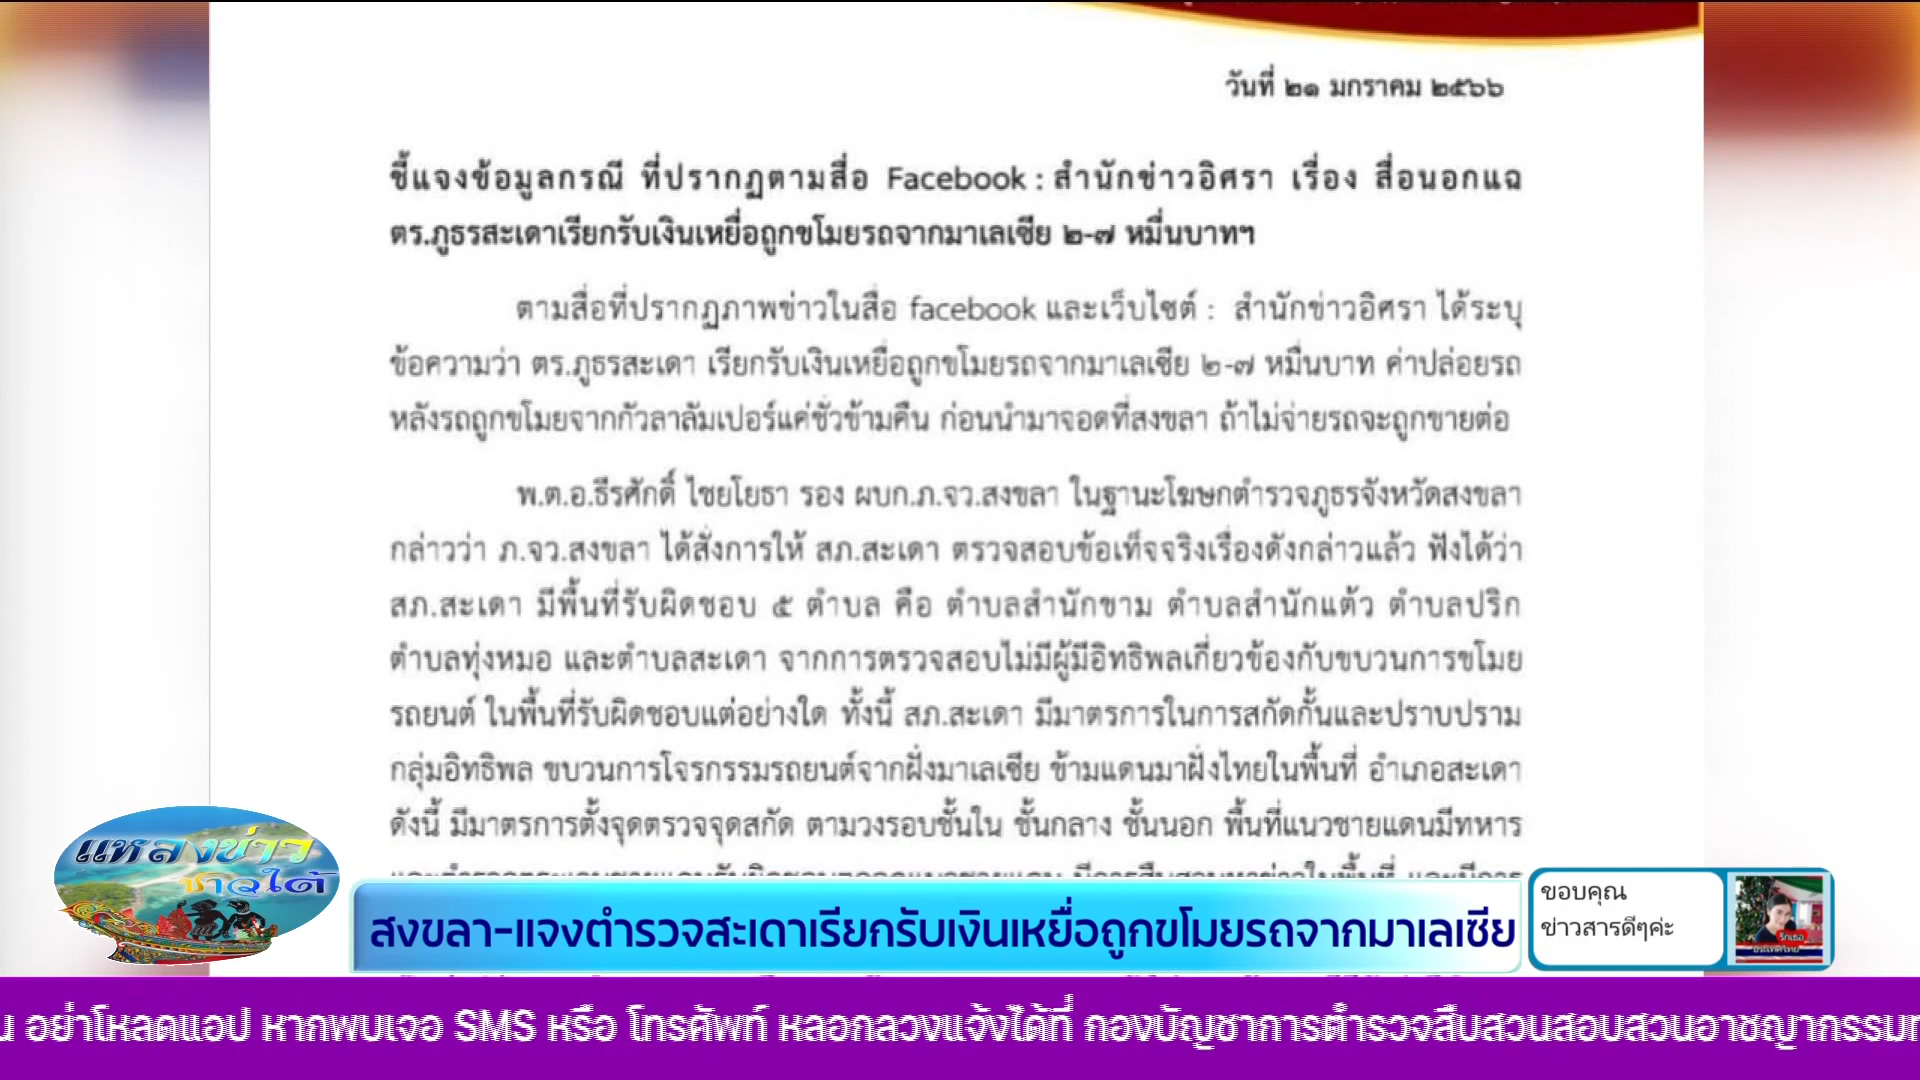 วันที่ ๒๑ มกราคม ๒๕๖๖
ชี้แจงข้อมูลกรณี ที่ปรากฏตามสื่อ Facebook : สำนักข่าวอิศรา เรื่อง สื่อนอกแฉ
ตร.ภูธรสะเดาเรียกรับเงินเหยื่อถูกขโมยรถจากมาเลเซีย ๒-๗ หมื่นบาทฯ
ตามสื่อที่ปรากฏภาพข่าวในสื่อ facebook และเว็บไซต์ : สำนักข่าวอิศรา ได้ระบุ
ข้อความว่า ตร.ภูธรสะเดา เรียกรับเงินเหยื่อถูกขโมยรถจากมาเลเซีย ๒-๗ หมื่นบาท ค่าปล่อยรถ
หลังรถถูกขโมยจากกัวลาลัมเปอร์แค่ชั่วข้ามคืน ก่อนนำมาจอดที่สงขลา ถ้าไม่จ่ายรถจะถูกขายต่อ
พ.ต.อ.ธีรศักดิ์ ไชยโยธา รอง ผบก.ภ.จว.สงขลา ในฐานะโฆษกตำรวจภูธรจังหวัดสงขลา
กล่าวว่า ภ.จว.สงขลา ได้สั่งการให้ สภ.สะเดา ตรวจสอบข้อเท็จจริงเรื่องดังกล่าวแล้ว ฟังได้ว่า
สภ.สะเดา มีพื้นที่รับผิดชอบ ๕ ตำบล คือ ตำบลสำนักขาม ตำบลสำนักแต้ว ตำบลปริก
ตำบลทุ่งหมอ และตำบลสะเดา จากการตรวจสอบไม่มีผู้มีอิทธิพลเกี่ยวข้องกับขบวนการขโมย
รถยนต์ ในพื้นที่รับผิดชอบแต่อย่างใด ทั้งนี้ สภ.สะเดา มีมาตรการในการสกัดกั้นและปราบปราม
กลุ่มอิทธิพล ขบวนการโจรกรรมรถยนต์จากฝั่งมาเลเซีย ข้ามแดนมาฝั่งไทยในพื้นที่ อำเภอสะเดา
ดังนี้ มีมาตรการตั้งจุดตรวจจุดสกัด ตามวงรอบชั้นใน ชั้นกลาง ชั้นนอก พื้นที่แนวชายแดนมีทหาร
แหลงข่าว
ชาวใต้
สงขลา-แจงตำรวจสะเดาเรียกรับเงินเหยื่อถูกขโมยรถจากมาเลเซีย
ขอบคุณ
ข่าวสารดีๆค่ะ
รักเธอ
ประเทศไทย
น อย่าโหลดแอป หากพบเจอ SMS หรือ โทรศัพท์ หลอกลวงแจ้งได้ที่ กองบัญชาการตำรวจสืบสวนสอบสวนอาชญากรรมท